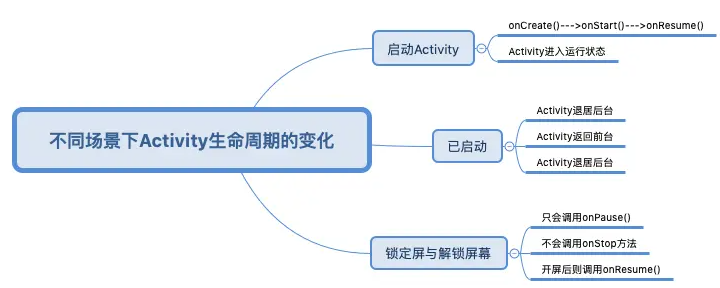 不同场景下Activity生命周期的变化
启动Activity
onCreate()--->onStart()--->onResume()
Activity进入运行状态
已启动
Activity退居后台
Activity返回前台
Activity退居后台
锁定屏与解锁屏幕
只会调用onPause()
不会调用onStop方法
开屏后则调用onResume()